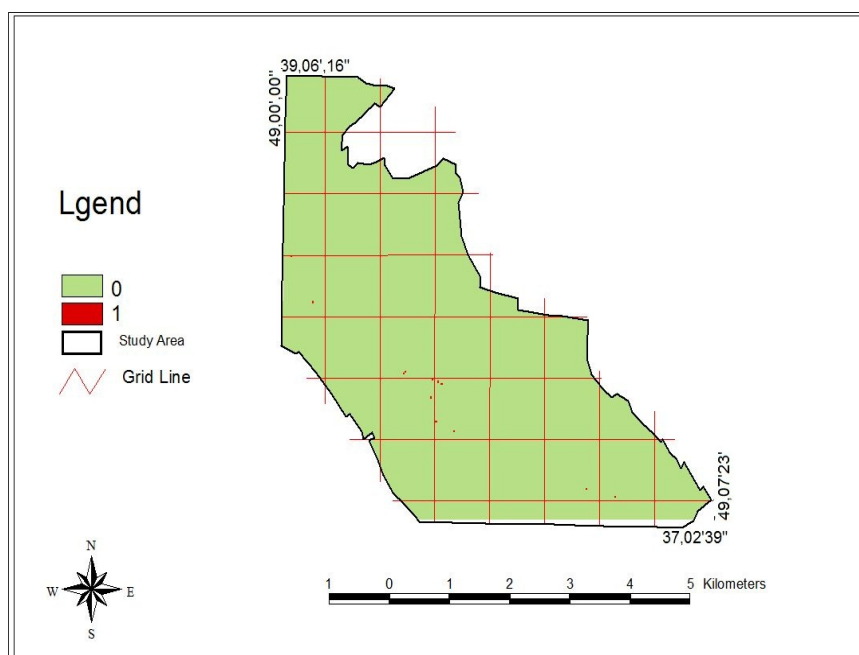 39,06',16"
49,00',00"
Lgend
0
1
Study Area
Grid Line
49,07'23"
37,02'39"
N
W E
S
1 0 1 2 3 4 5 Kilometers